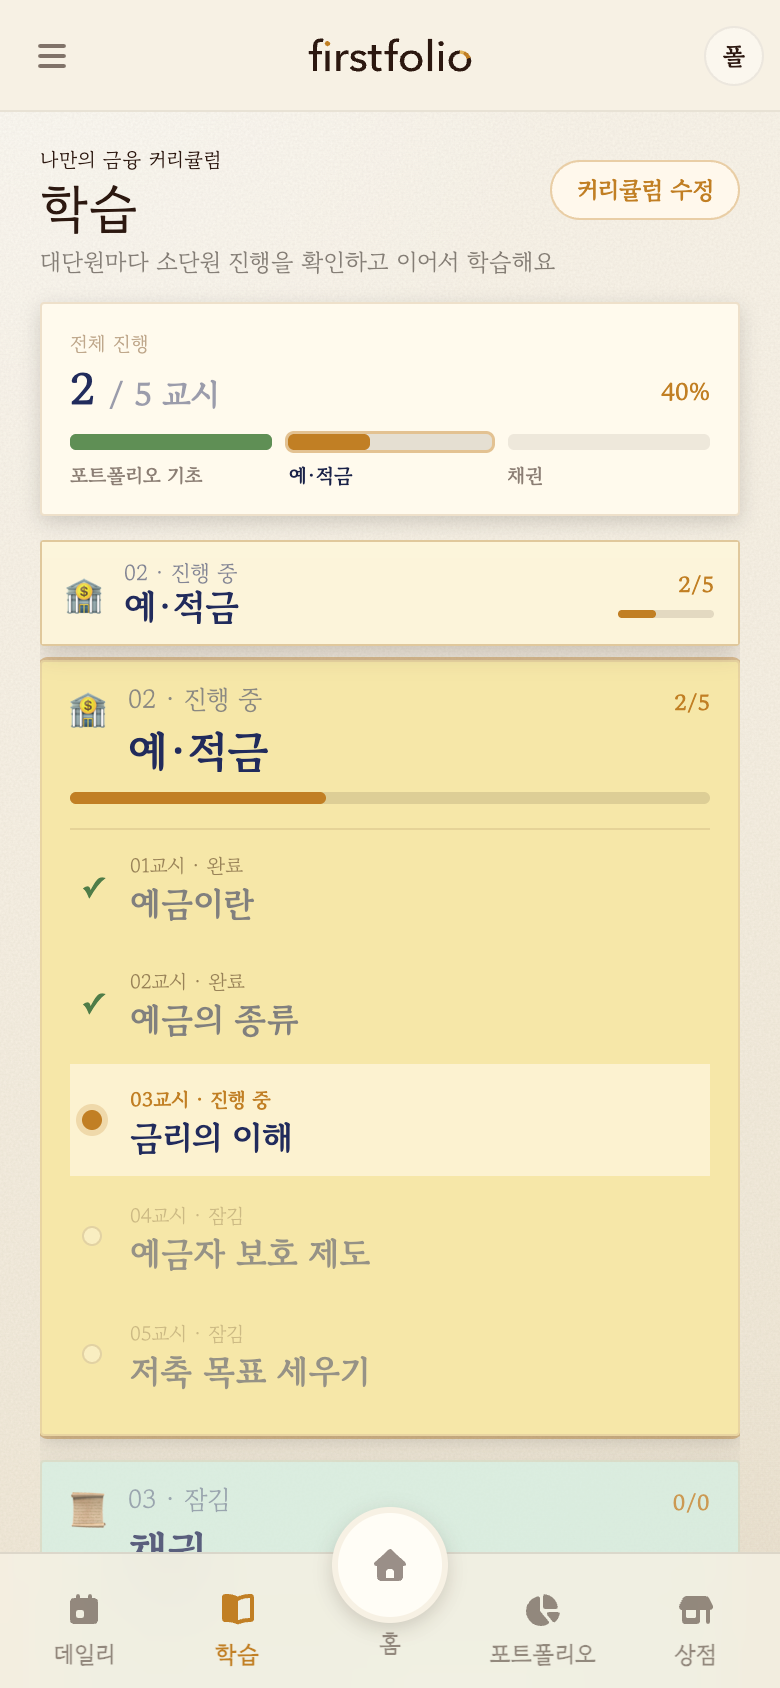 firstfolio
폴
나만의 금융 커리큘럼
학습
커리큘럼 수정
대단원마다 소단원 진행을 확인하고 이어서 학습해요
전체 진행
2 / 5 교시
40%
포트폴리오 기초
예·적금
채권
02 · 진행 중
예·적금
2/5
02 · 진행 중
예·적금
2/5
01교시 · 완료
예금이란
02교시 · 완료
예금의 종류
03교시 · 진행 중
금리의 이해
04교시 · 잠김
예금자 보호 제도
05교시 · 잠김
저축 목표 세우기
03 · 잠김
채권
0/0
데일리
학습
홈
포트폴리오
상점